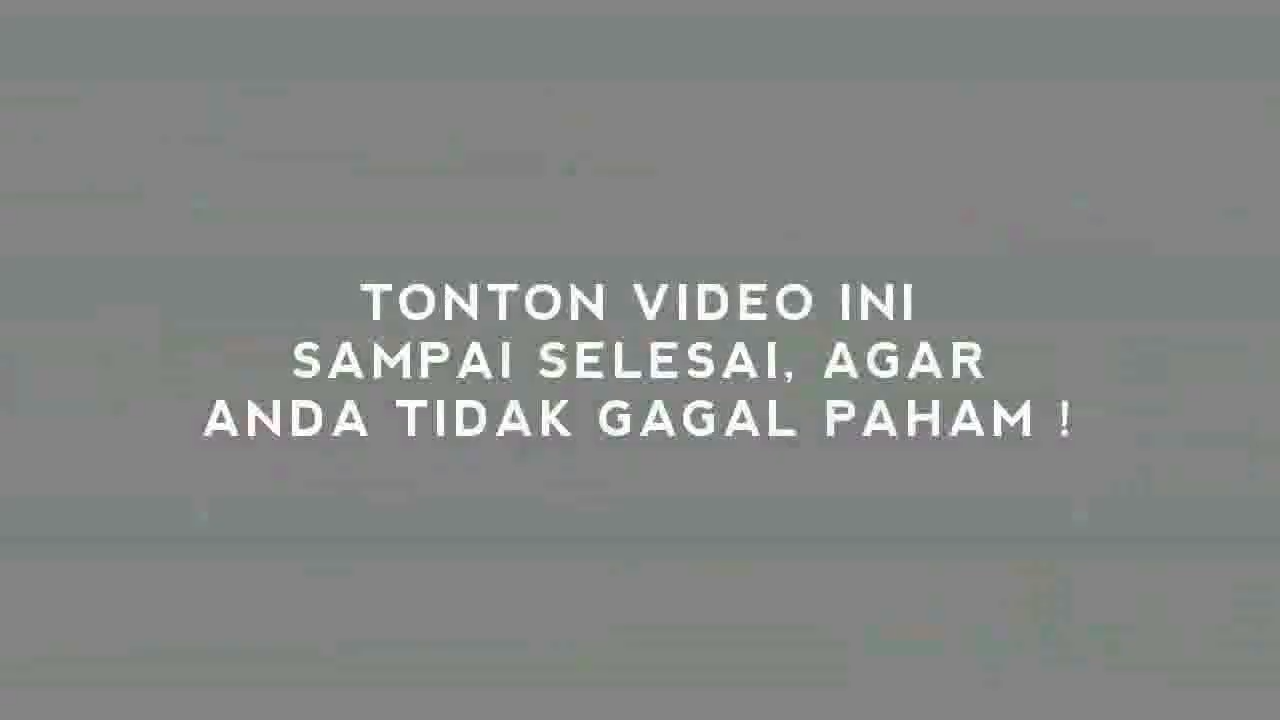 TONTON VIDEO INI
SAMPAI SELESAI, AGAR
ANDA TIDAK GAGAL PAHAM !